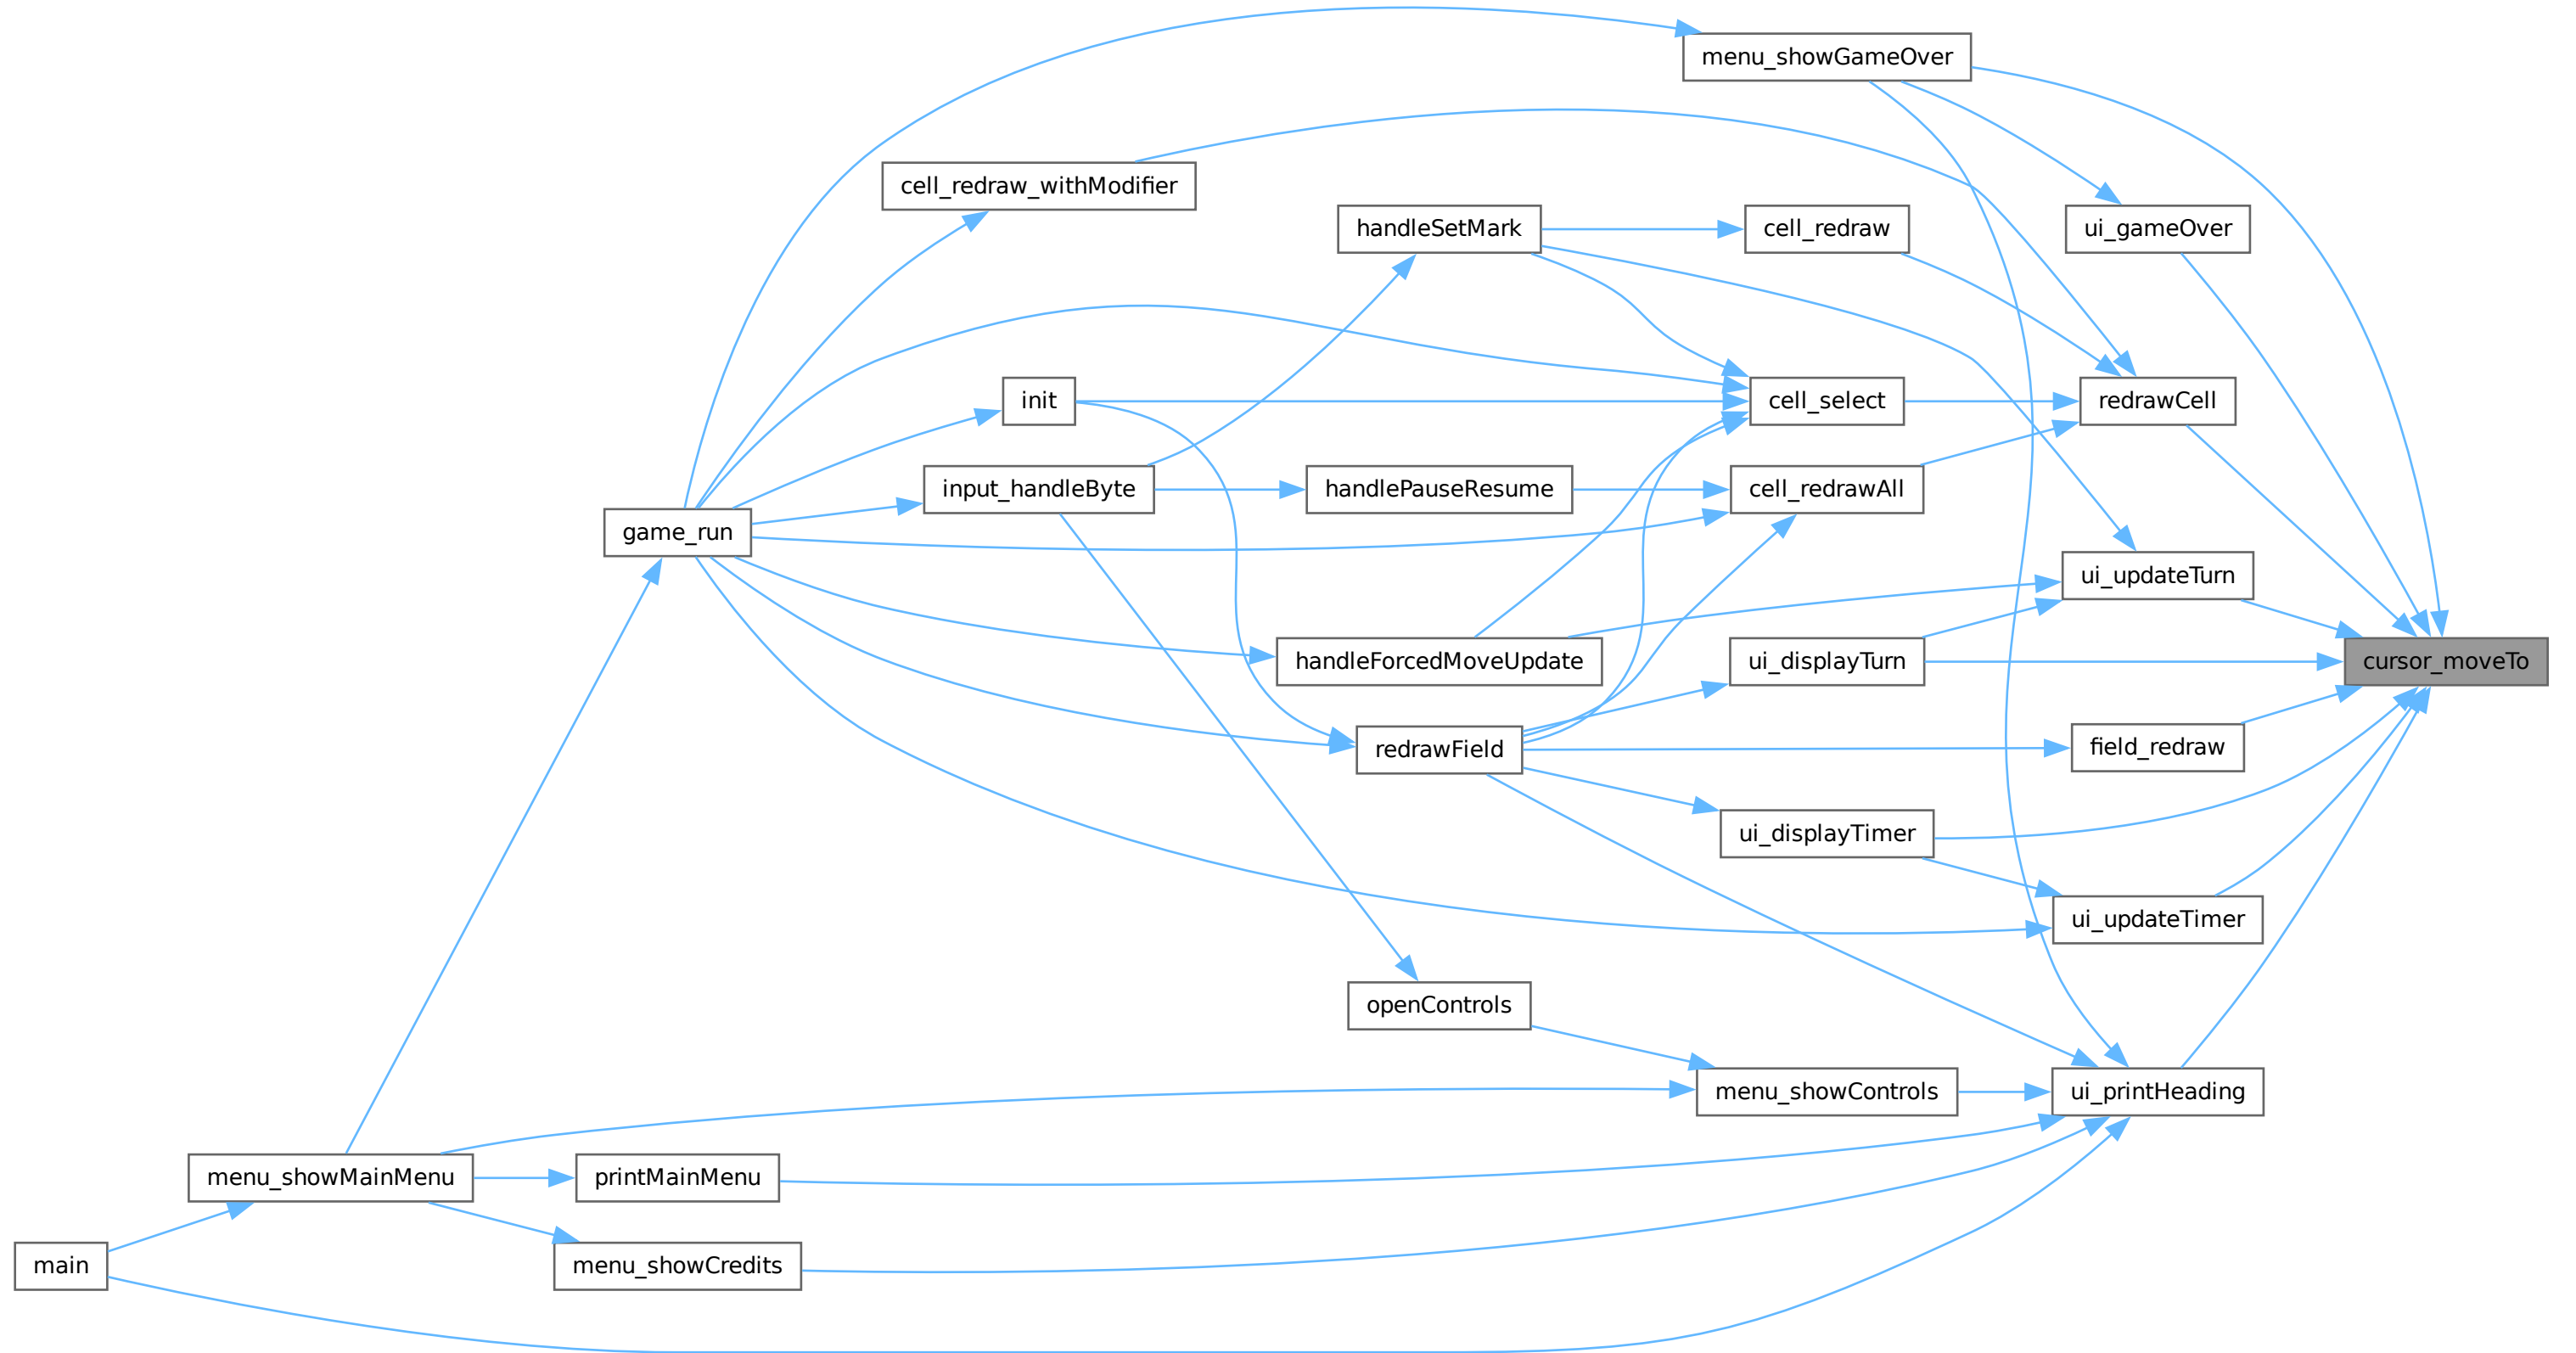 menu_showGameOver
cell_redraw_withModifier
handleSetMark
cell_redraw
ui_gameOver
init
cell_select
redrawCell
input_handleByte
handlePauseResume
cell_redrawAll
game_run
ui_updateTurn
handleForcedMoveUpdate
ui_displayTurn
cursor_moveTo
redrawField
field_redraw
ui_displayTimer
ui_updateTimer
openControls
menu_showControls
ui_printHeading
menu_showMainMenu
printMainMenu
main
menu_showCredits